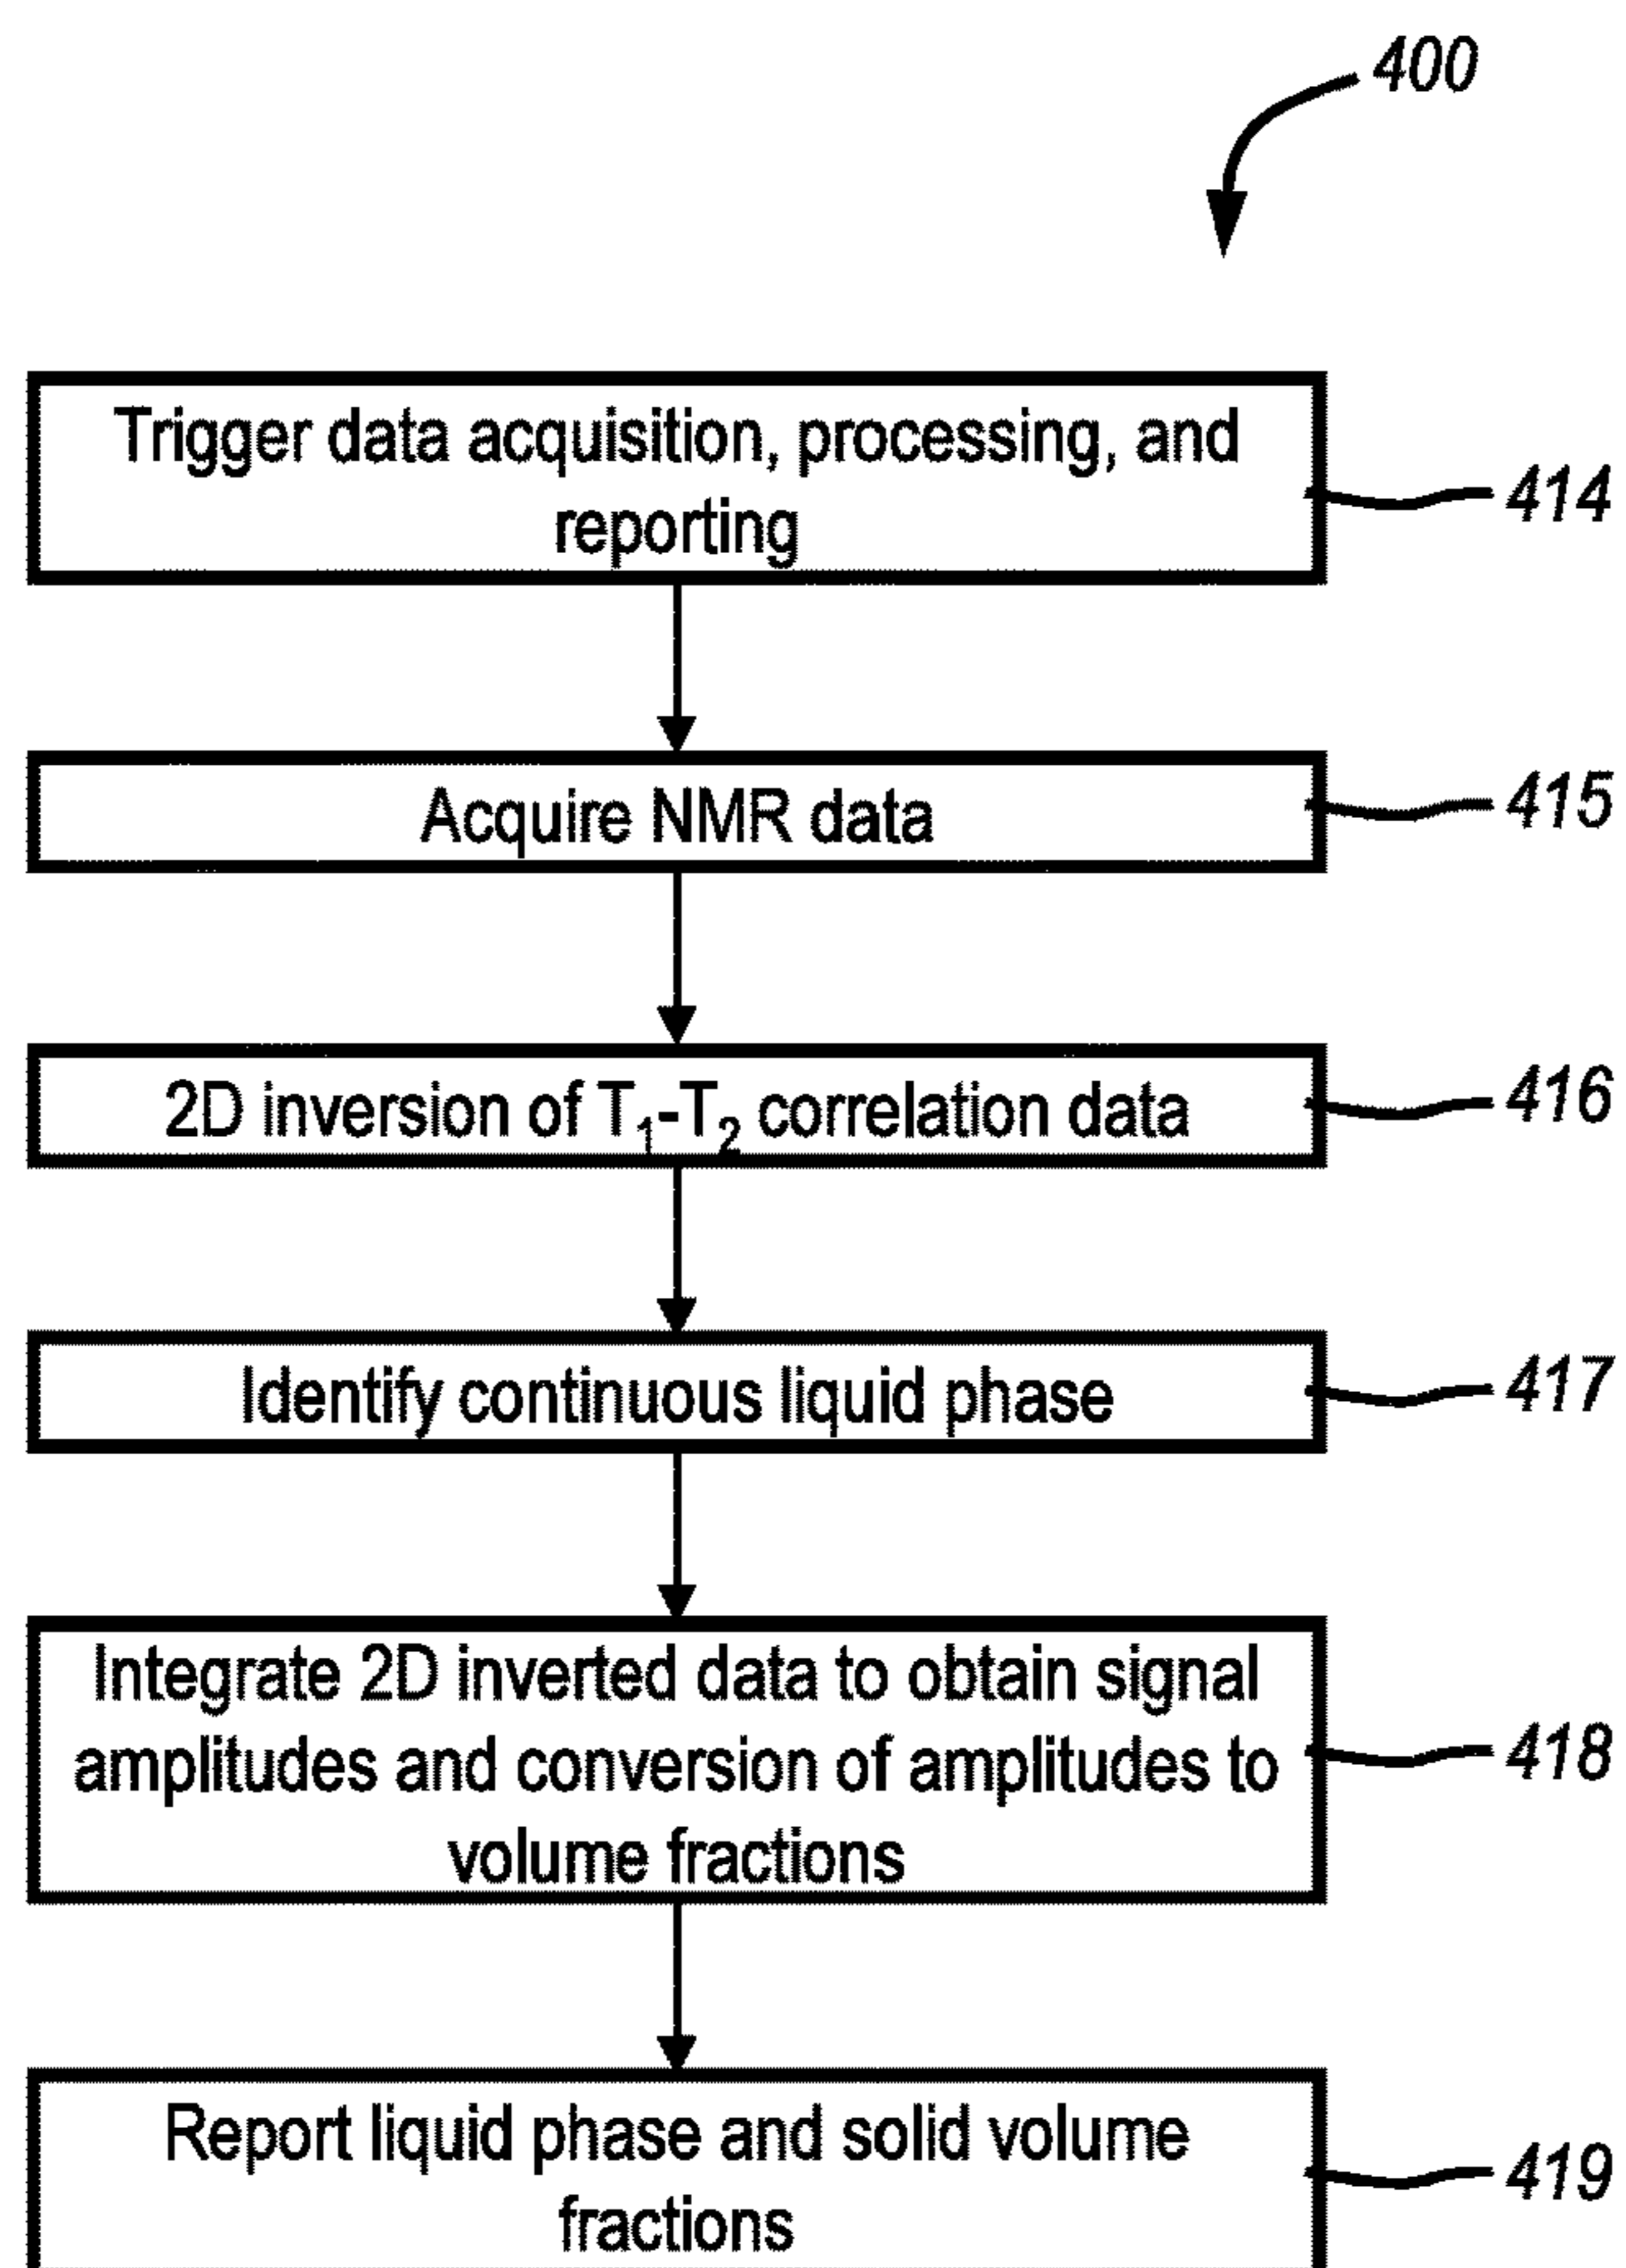 400
Trigger data acquisition, processing, and
reporting
414
Acquire NMR data
415
2D inversion of T₁-T₂ correlation data
416
Identify continuous liquid phase
417
Integrate 2D inverted data to obtain signal
amplitudes and conversion of amplitudes to
volume fractions
418
Report liquid phase and solid volume
fractions
419